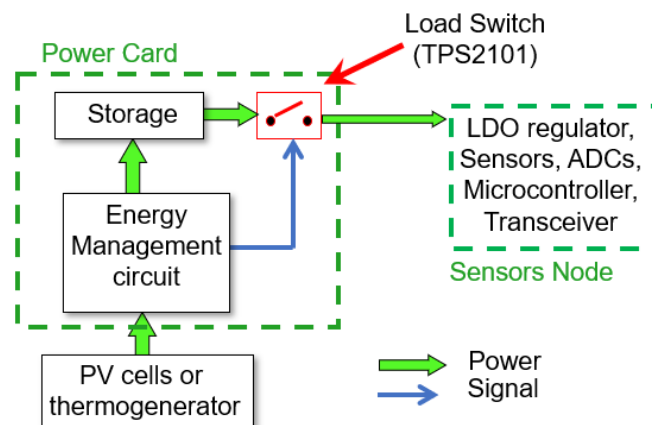 Load Switch
(TPS2101)
Power Card
Storage
LDO regulator,
Sensors, ADCs,
Microcontroller,
Transceiver
Energy
Management
circuit
Sensors Node
PV cells or
thermogenerator
Power
Signal